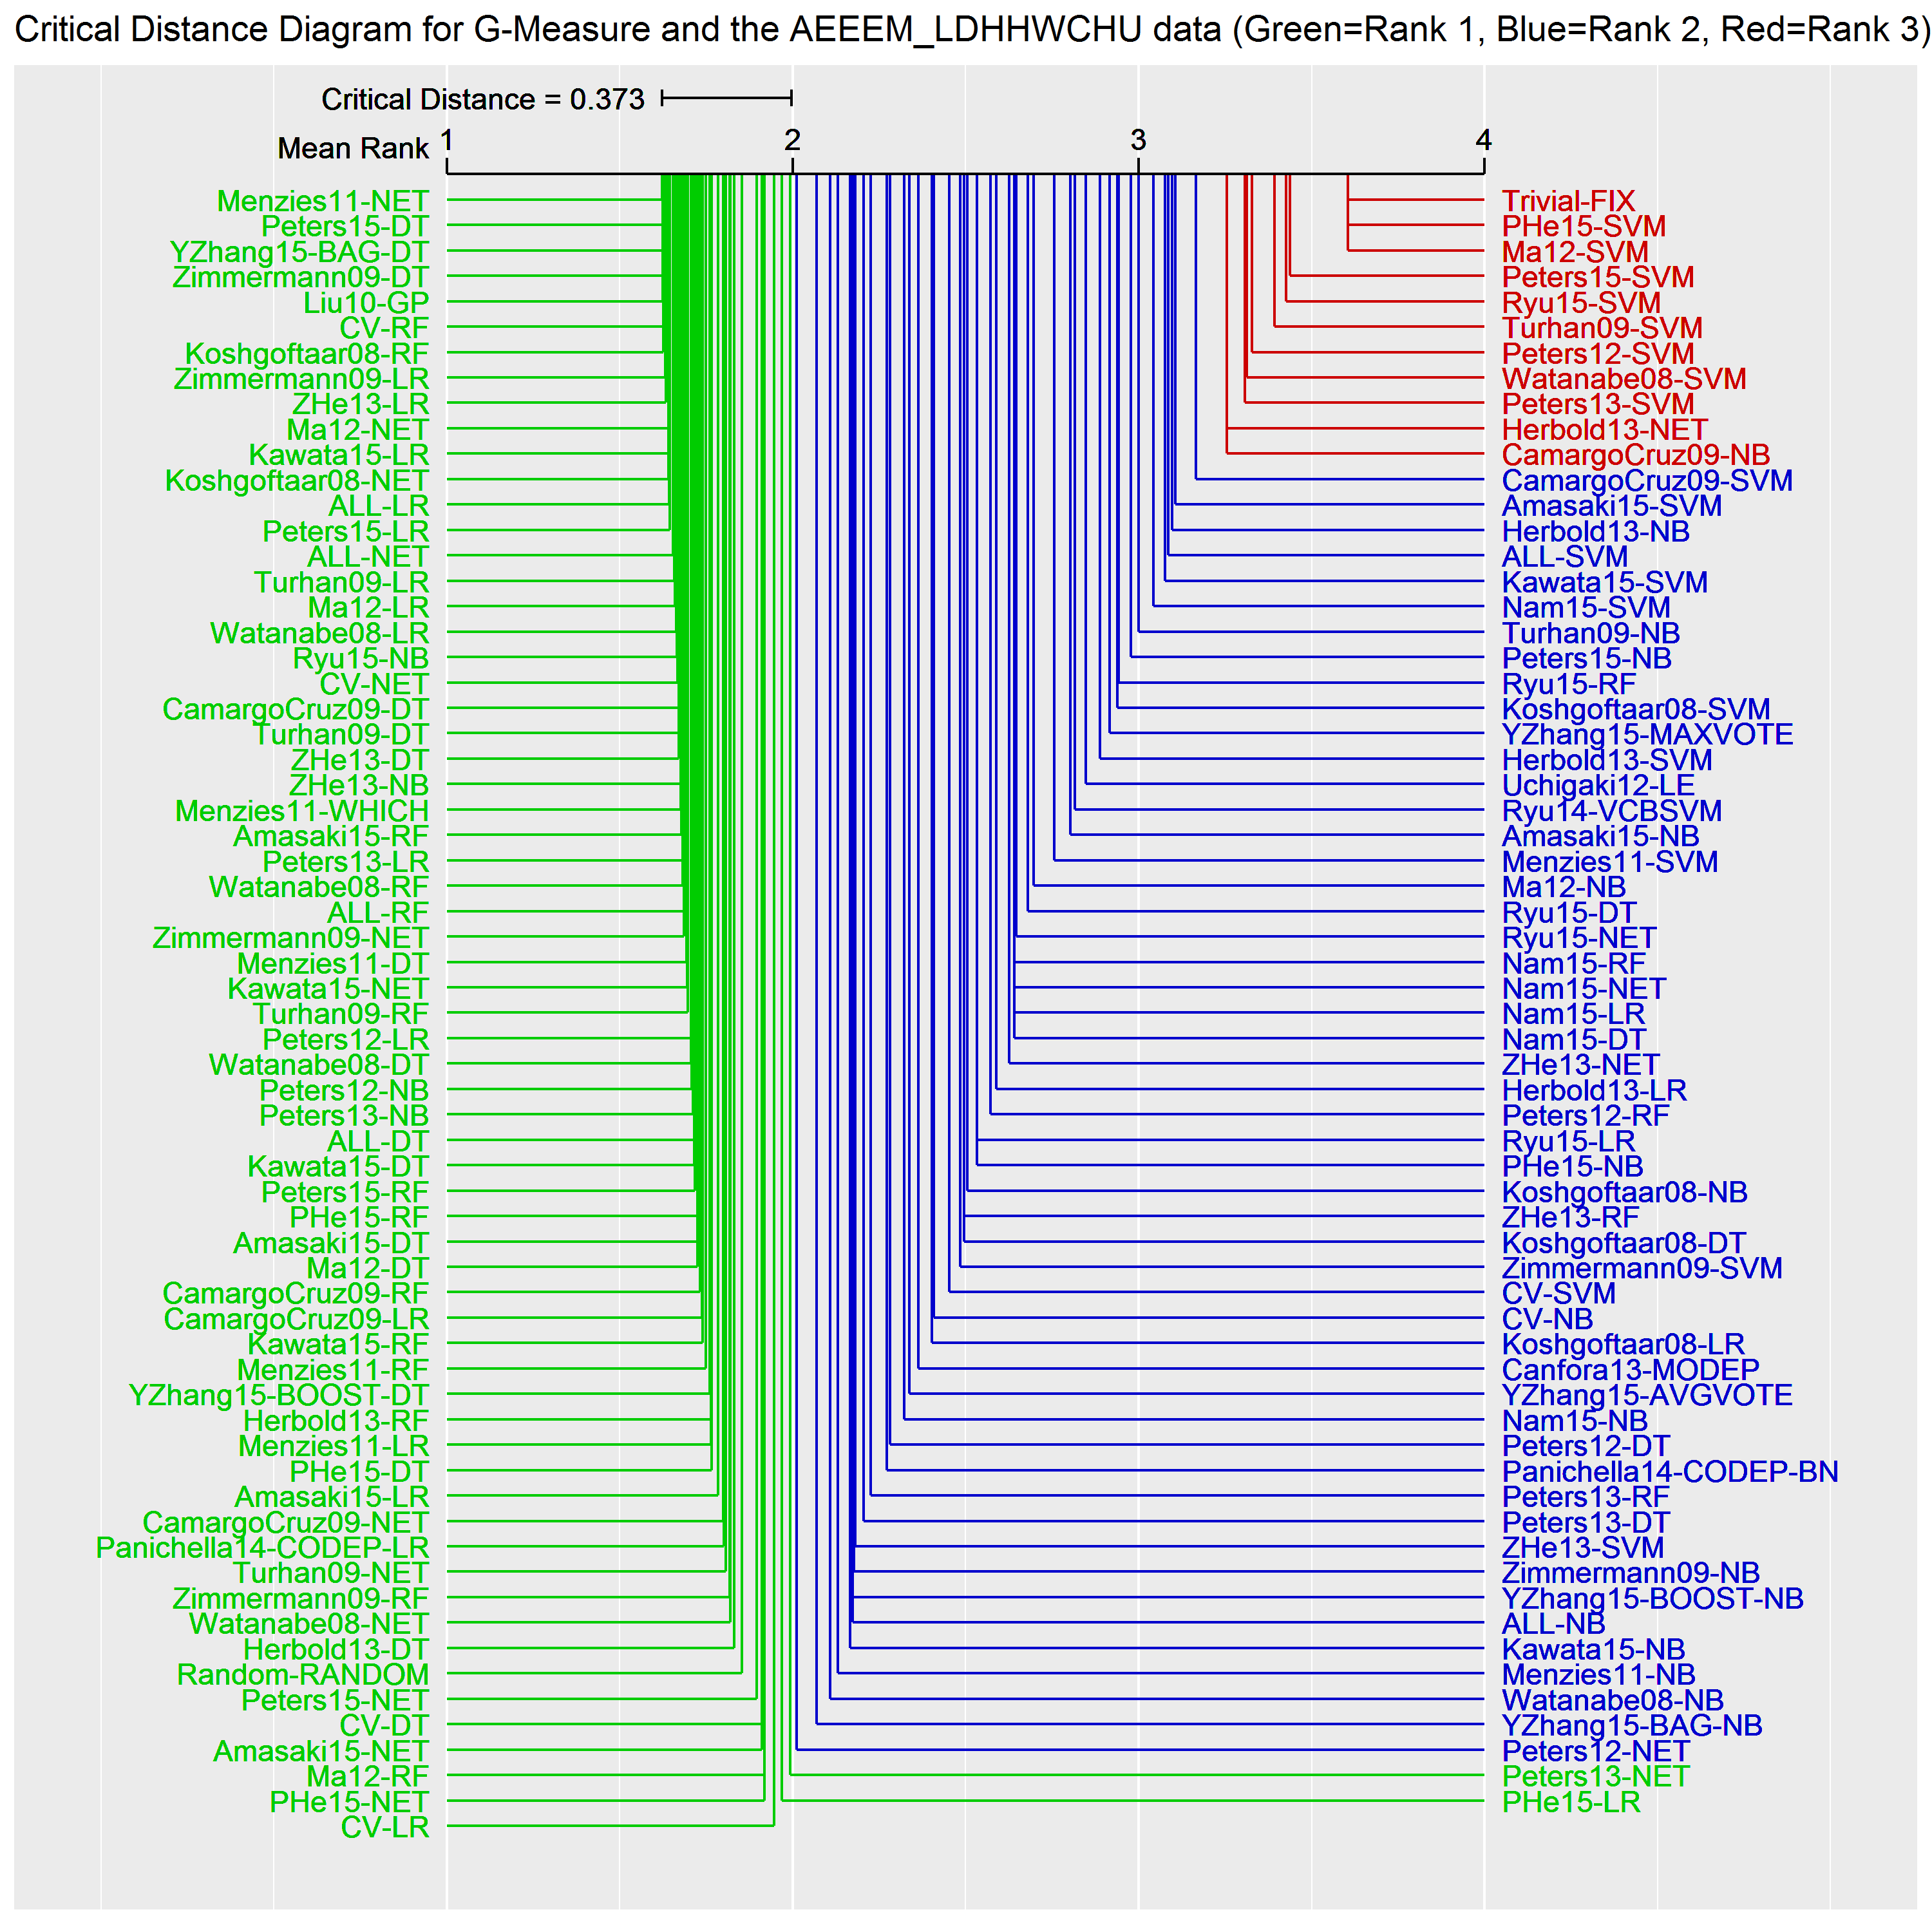 Critical Distance Diagram for G-Measure and the AEEEM_LDHHWCHU data (Green=Rank 1, Blue=Rank 2, Red=Rank 3)
Critical Distance = 0.373
Mean Rank
1
2
3
4
Menzies11-NET
Peters15-DT
YZhang15-BAG-DT
Zimmermann09-DT
Liu10-GP
CV-RF
Koshgoftaar08-RF
Zimmermann09-LR
ZHe13-LR
Ma12-NET
Kawata15-LR
Koshgoftaar08-NET
ALL-LR
Peters15-LR
ALL-NET
Turhan09-LR
Ma12-LR
Watanabe08-LR
Ryu15-NB
CV-NET
CamargoCruz09-DT
Turhan09-DT
ZHe13-DT
ZHe13-NB
Menzies11-WHICH
Amasaki15-RF
Peters13-LR
Watanabe08-RF
ALL-RF
Zimmermann09-NET
Menzies11-DT
Kawata15-NET
Turhan09-RF
Peters12-LR
Watanabe08-DT
Peters12-NB
Peters13-NB
ALL-DT
Kawata15-DT
Peters15-RF
PHe15-RF
Amasaki15-DT
Ma12-DT
CamargoCruz09-RF
CamargoCruz09-LR
Kawata15-RF
Menzies11-RF
YZhang15-BOOST-DT
Herbold13-RF
Menzies11-LR
PHe15-DT
Amasaki15-LR
CamargoCruz09-NET
Panichella14-CODEP-LR
Turhan09-NET
Zimmermann09-RF
Watanabe08-NET
Herbold13-DT
Random-RANDOM
Peters15-NET
CV-DT
Amasaki15-NET
Ma12-RF
PHe15-NET
CV-LR
Trivial-FIX
PHe15-SVM
Ma12-SVM
Peters15-SVM
Ryu15-SVM
Turhan09-SVM
Peters12-SVM
Watanabe08-SVM
Peters13-SVM
Herbold13-NET
CamargoCruz09-NB
CamargoCruz09-SVM
Amasaki15-SVM
Herbold13-NB
ALL-SVM
Kawata15-SVM
Nam15-SVM
Turhan09-NB
Peters15-NB
Ryu15-RF
Koshgoftaar08-SVM
YZhang15-MAXVOTE
Herbold13-SVM
Uchigaki12-LE
Ryu14-VCBSVM
Amasaki15-NB
Menzies11-SVM
Ma12-NB
Ryu15-DT
Ryu15-NET
Nam15-RF
Nam15-NET
Nam15-LR
Nam15-DT
ZHe13-NET
Herbold13-LR
Peters12-RF
Ryu15-LR
PHe15-NB
Koshgoftaar08-NB
ZHe13-RF
Koshgoftaar08-DT
Zimmermann09-SVM
CV-SVM
CV-NB
Koshgoftaar08-LR
Canfora13-MODEP
YZhang15-AVGVOTE
Nam15-NB
Peters12-DT
Panichella14-CODEP-BN
Peters13-RF
Peters13-DT
ZHe13-SVM
Zimmermann09-NB
YZhang15-BOOST-NB
ALL-NB
Kawata15-NB
Menzies11-NB
Watanabe08-NB
YZhang15-BAG-NB
Peters12-NET
Peters13-NET
PHe15-LR